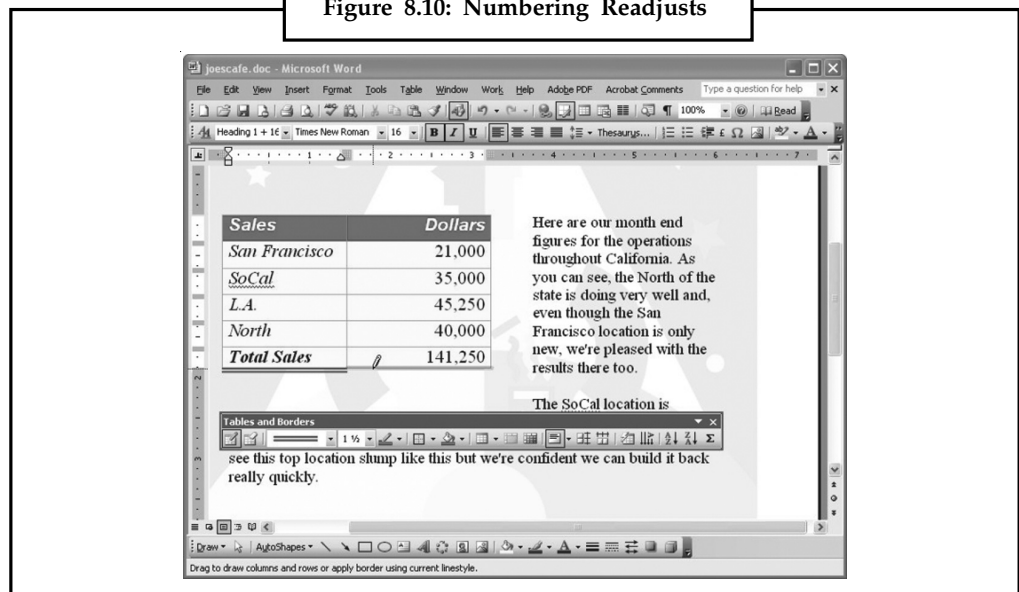 Figure 8.10: Numbering Readjusts
joescafe.doc - Microsoft Word
File Edit View Insert Format Tools Table Window Work Help Adobe PDF Acrobat Comments Type a question for help
100% Read
Heading 1 + 16 Times New Roman 16 B I U Thesaurus...
1 2 3 4 5 6 7
Sales Dollars
San Francisco 21,000
SoCal 35,000
L.A. 45,250
North 40,000
Total Sales 141,250
Here are our month end
figures for the operations
throughout California. As
you can see, the North of the
state is doing very well and,
even though the San
Francisco location is only
new, we're pleased with the
results there too.
The SoCal location is
Tables and Borders
1 ½
see this top location slump like this but we're confident we can build it back
really quickly.
Draw AutoShapes
Drag to draw columns and rows or apply border using current linestyle.